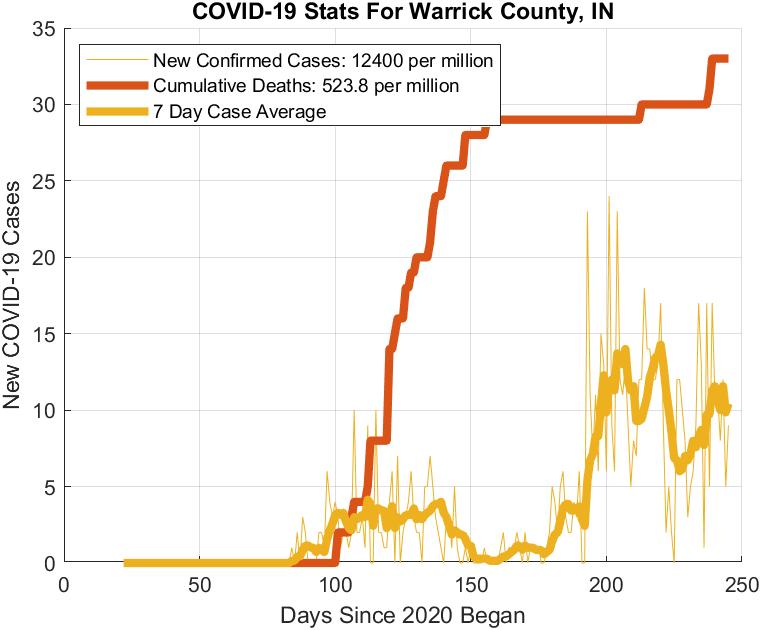 COVID-19 Stats For Warrick County, IN
New Confirmed Cases: 12400 per million
Cumulative Deaths: 523.8 per million
7 Day Case Average
35
30
25
20
15
10
5
0
New COVID-19 Cases
0 50 100 150 200 250
Days Since 2020 Began